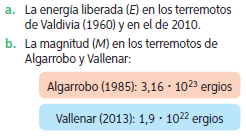 a. La energía liberada (E) en los terremotos
de Valdivia (1960) y en el de 2010.
b. La magnitud (M) en los terremotos de
Algarrobo y Vallenar:
Algarrobo (1985): 3,16 · 10²³ ergios
Vallenar (2013): 1,9 · 10²² ergios